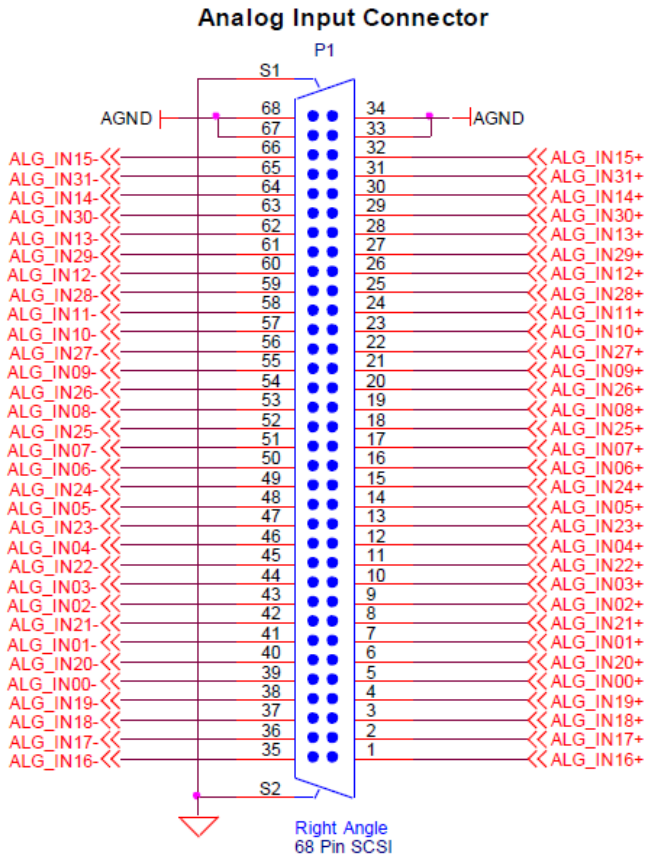 Analog Input Connector
P1
S1
AGND 68 34 AGND
67 33
ALG_IN15- 66 32 ALG_IN15+
ALG_IN31- 65 31 ALG_IN31+
ALG_IN14- 64 30 ALG_IN14+
ALG_IN30- 63 29 ALG_IN30+
ALG_IN13- 62 28 ALG_IN13+
ALG_IN29- 61 27 ALG_IN29+
ALG_IN12- 60 26 ALG_IN12+
ALG_IN28- 59 25 ALG_IN28+
ALG_IN11- 58 24 ALG_IN11+
ALG_IN10- 57 23 ALG_IN10+
ALG_IN27- 56 22 ALG_IN27+
ALG_IN09- 55 21 ALG_IN09+
ALG_IN26- 54 20 ALG_IN26+
ALG_IN08- 53 19 ALG_IN08+
ALG_IN25- 52 18 ALG_IN25+
ALG_IN07- 51 17 ALG_IN07+
ALG_IN06- 50 16 ALG_IN06+
ALG_IN24- 49 15 ALG_IN24+
ALG_IN05- 48 14 ALG_IN05+
ALG_IN23- 47 13 ALG_IN23+
ALG_IN04- 46 12 ALG_IN04+
ALG_IN22- 45 11 ALG_IN22+
ALG_IN03- 44 10 ALG_IN03+
ALG_IN02- 43 9 ALG_IN02+
ALG_IN21- 42 8 ALG_IN21+
ALG_IN01- 41 7 ALG_IN01+
ALG_IN20- 40 6 ALG_IN20+
ALG_IN00- 39 5 ALG_IN00+
ALG_IN19- 38 4 ALG_IN19+
ALG_IN18- 37 3 ALG_IN18+
ALG_IN17- 36 2 ALG_IN17+
ALG_IN16- 35 1 ALG_IN16+
S2
Right Angle
68 Pin SCSI